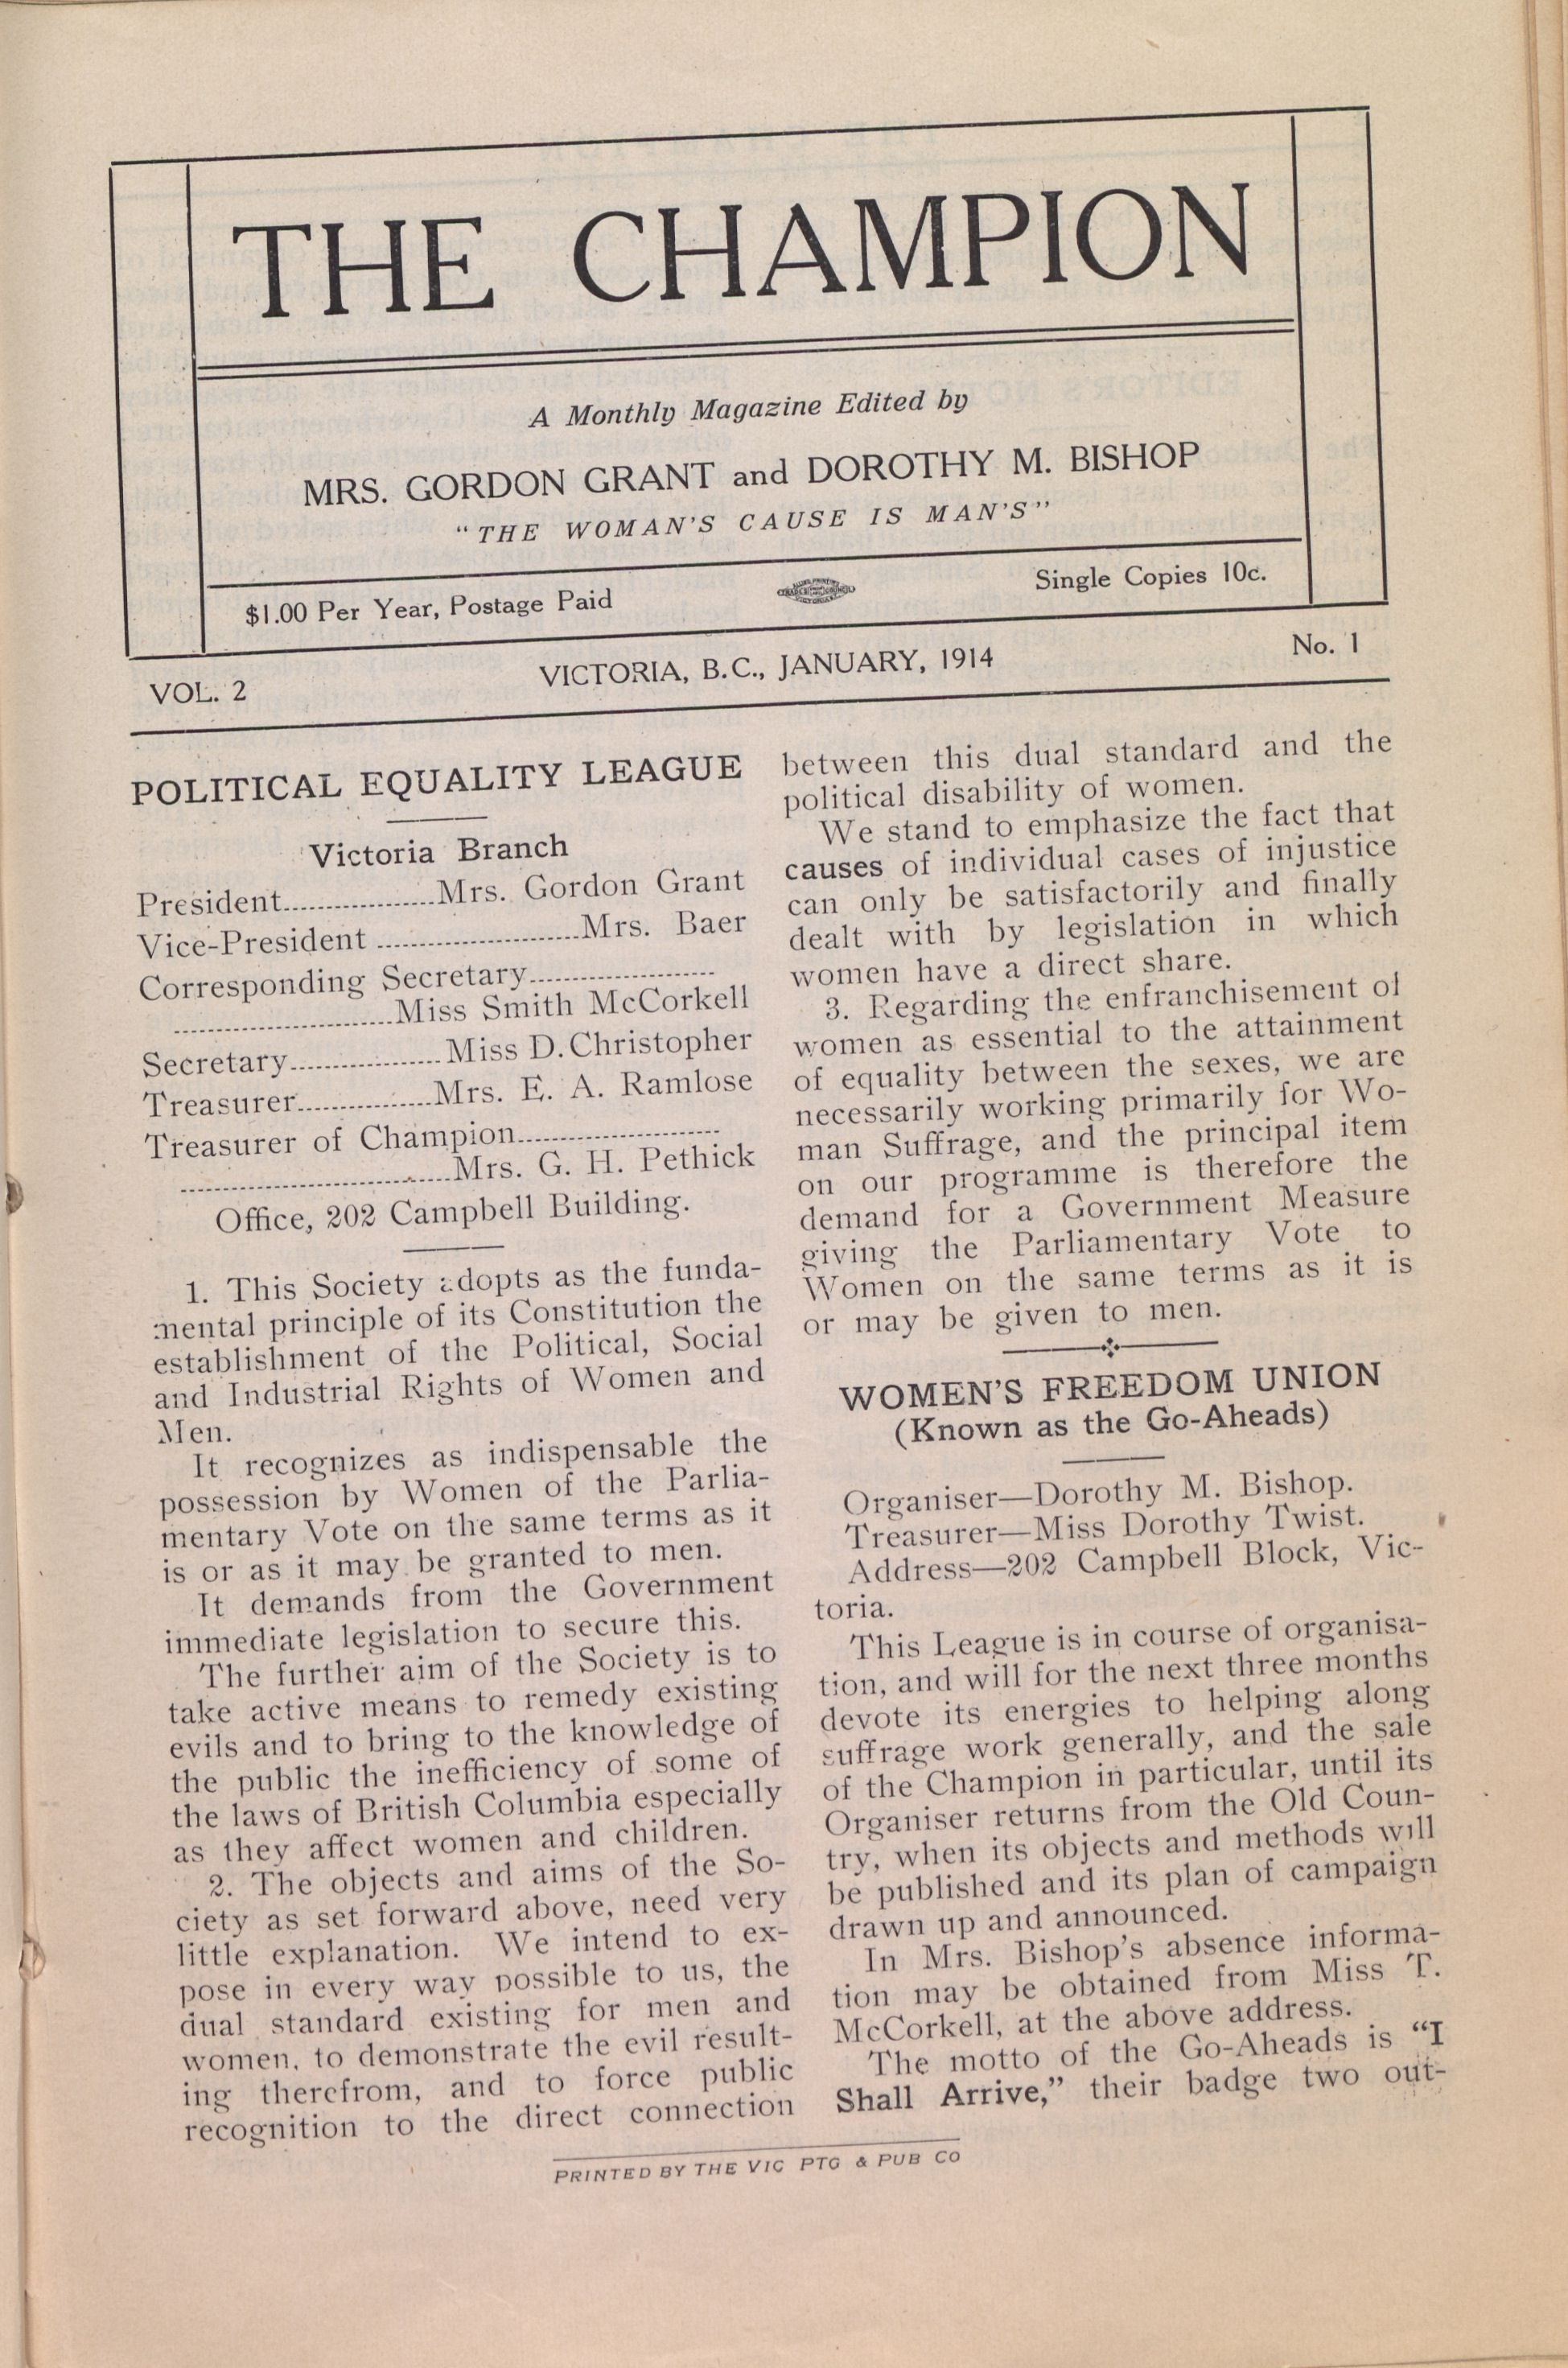 THE CHAMPION
A Monthly Magazine Edited by
MRS. GORDON GRANT and DOROTHY M. BISHOP
"THE WOMAN'S CAUSE IS MAN'S"
$1.00 Per Year, Postage Paid
Single Copies 10c.
VOL. 2
VICTORIA, B.C., JANUARY, 1914
No. 1
POLITICAL EQUALITY LEAGUE
Victoria Branch
President..................Mrs. Gordon Grant
Vice-President ........................Mrs. Baer
Corresponding Secretary......................
..........................Miss Smith McCorkell
Secretary..................Miss D. Christopher
Treasurer................Mrs. E. A. Ramlose
Treasurer of Champion........................
................................Mrs. G. H. Pethick
Office, 202 Campbell Building.
1. This Society adopts as the funda-
mental principle of its Constitution the
establishment of the Political, Social
and Industrial Rights of Women and
Men.
It recognizes as indispensable the
possession by Women of the Parlia-
mentary Vote on the same terms as it
is or as it may be granted to men.
It demands from the Government
immediate legislation to secure this.
The further aim of the Society is to
take active means to remedy existing
evils and to bring to the knowledge of
the public the inefficiency of some of
the laws of British Columbia especially
as they affect women and children.
2. The objects and aims of the So-
ciety as set forward above, need very
little explanation. We intend to ex-
pose in every way possible to us, the
dual standard existing for men and
women, to demonstrate the evil result-
ing therefrom, and to force public
recognition to the direct connection
between this dual standard and the
political disability of women.
We stand to emphasize the fact that
causes of individual cases of injustice
can only be satisfactorily and finally
dealt with by legislation in which
women have a direct share.
3. Regarding the enfranchisement of
women as essential to the attainment
of equality between the sexes, we are
necessarily working primarily for Wo-
man Suffrage, and the principal item
on our programme is therefore the
demand for a Government Measure
giving the Parliamentary Vote to
Women on the same terms as it is
or may be given to men.
WOMEN'S FREEDOM UNION
(Known as the Go-Aheads)
Organiser—Dorothy M. Bishop.
Treasurer—Miss Dorothy Twist.
Address—202 Campbell Block, Vic-
toria.
This League is in course of organisa-
tion, and will for the next three months
devote its energies to helping along
suffrage work generally, and the sale
of the Champion in particular, until its
Organiser returns from the Old Coun-
try, when its objects and methods will
be published and its plan of campaign
drawn up and announced.
In Mrs. Bishop's absence informa-
tion may be obtained from Miss T.
McCorkell, at the above address.
The motto of the Go-Aheads is "I
Shall Arrive," their badge two out-
PRINTED BY THE VIC PTG & PUB CO